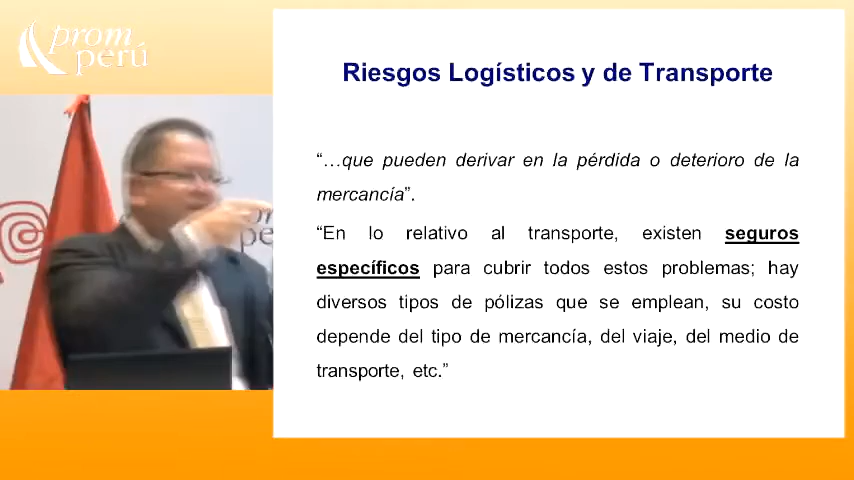 prom
perú
Riesgos Logísticos y de Transporte
“…que pueden derivar en la pérdida o deterioro de la
mercancía”.
“En lo relativo al transporte, existen seguros
específicos para cubrir todos estos problemas; hay
diversos tipos de pólizas que se emplean, su costo
depende del tipo de mercancía, del viaje, del medio de
transporte, etc.”